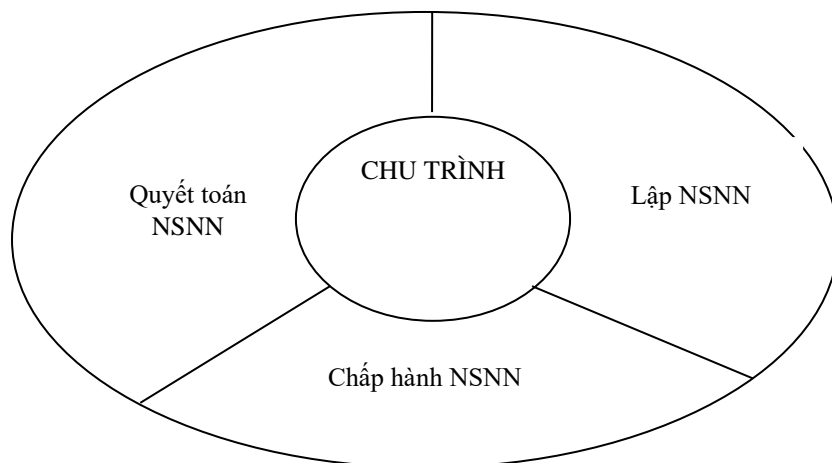 CHU TRÌNH
Quyết toán
NSNN
Lập NSNN
Chấp hành NSNN